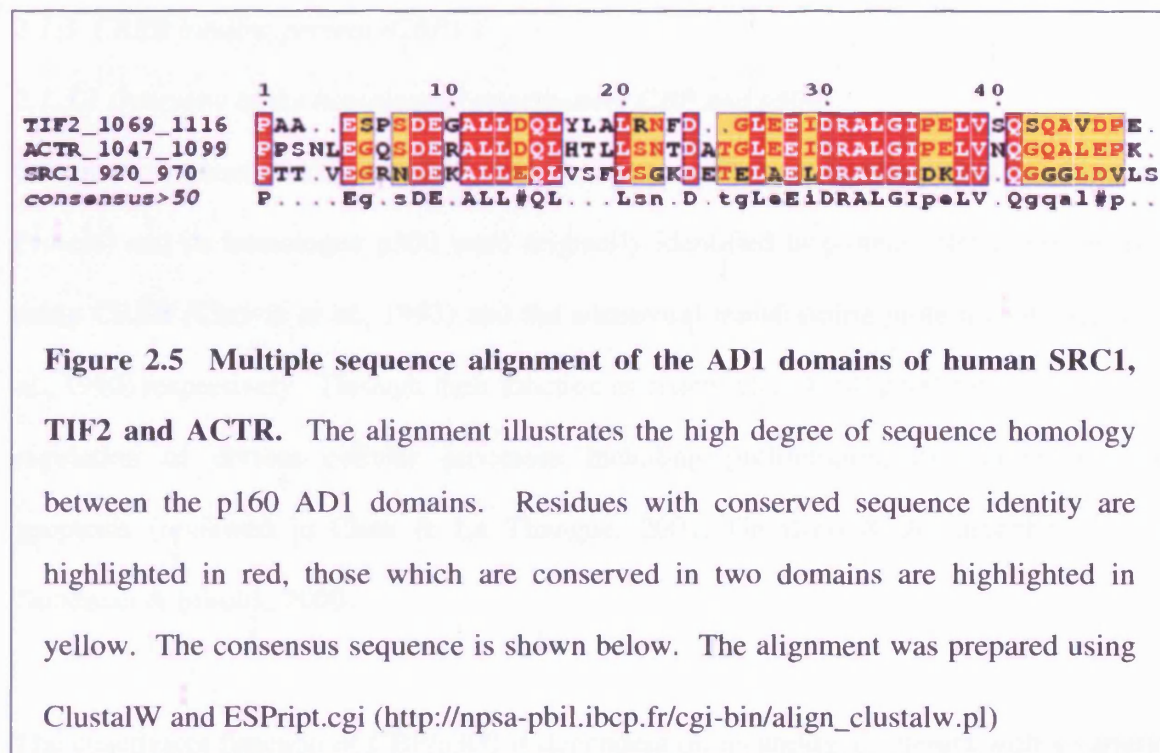 1 10 20 30 40
TIF2_1069_1116 PAA..ESPSDEGALLDQLYLALRNFD..GLEEIDRALGIPELVSQSQAVDPE.
ACTR_1047_1099 PPSNLEGQSDERALLDQLHTLLSNTDATGLEEIDRALGIPELVNQGQALEPK.
SRC1_920_970 PTT.VEGRNDEKALLEQLVSFLSGKDETELAELDRALGIDKLV.QGGGLDVLS
consensus>50 P....Eg.sDE.ALL#QL...Lsn.D.tgLeEiDRALGIpeLV.Qgqal#p..
Figure 2.5 Multiple sequence alignment of the AD1 domains of human SRC1,
TIF2 and ACTR. The alignment illustrates the high degree of sequence homology
between the p160 AD1 domains. Residues with conserved sequence identity are
highlighted in red, those which are conserved in two domains are highlighted in
yellow. The consensus sequence is shown below. The alignment was prepared using
ClustalW and ESPript.cgi (http://npsa-pbil.ibcp.fr/cgi-bin/align_clustalw.pl)